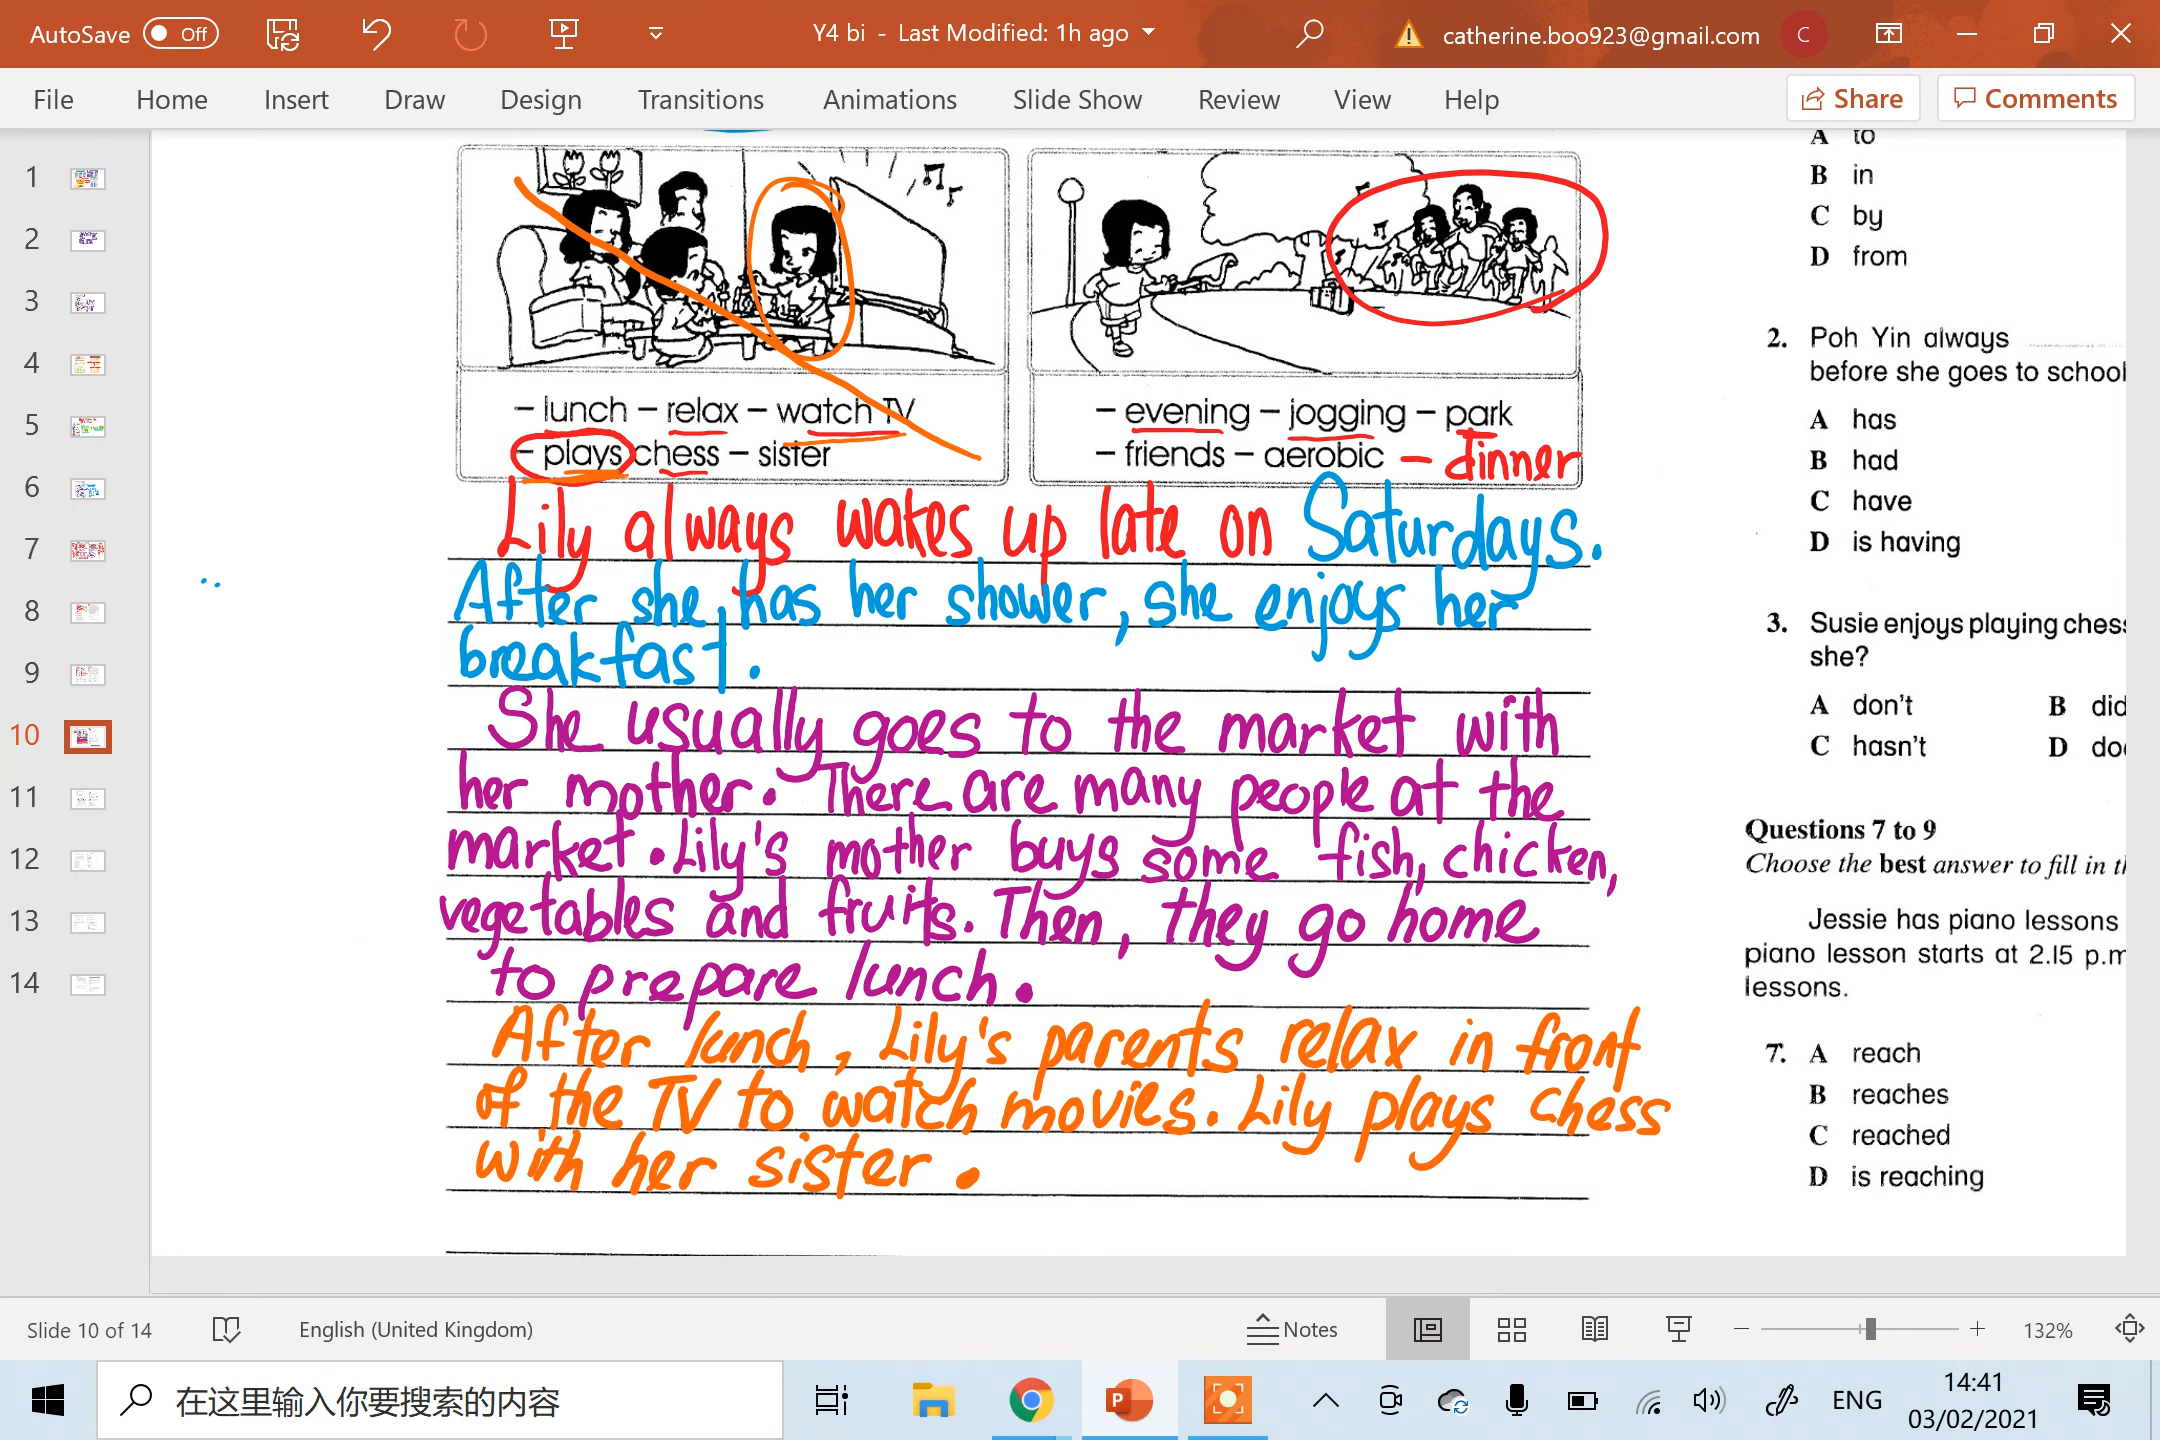 AutoSave Off
Y4 bi - Last Modified: 1h ago
catherine.boo923@gmail.com C
File Home Insert Draw Design Transitions Animations Slide Show Review View Help
Share Comments
1
2
3
4
5
6
7
8
9
10
11
12
13
14
– lunch – relax – watch TV
– plays chess – sister
– evening – jogging – park
– friends – aerobic – dinner
Lily always wakes up late on Saturdays.
After she has her shower, she enjoys her
breakfast.
She usually goes to the market with
her mother. There are many people at the
market. Lily's mother buys some fish, chicken,
vegetables and fruits. Then, they go home
to prepare lunch.
After lunch, Lily's parents relax in front
of the TV to watch movies. Lily plays chess
with her sister.
A to
B in
C by
D from
2. Poh Yin always
before she goes to school
A has
B had
C have
D is having
3. Susie enjoys playing chess
she?
A don't B did
C hasn't D do
Questions 7 to 9
Choose the best answer to fill in
Jessie has piano lessons
piano lesson starts at 2.15 p.m
lessons.
7. A reach
B reaches
C reached
D is reaching
Slide 10 of 14
English (United Kingdom)
Notes
132%
在这里输入你要搜索的内容
ENG
14:41
03/02/2021